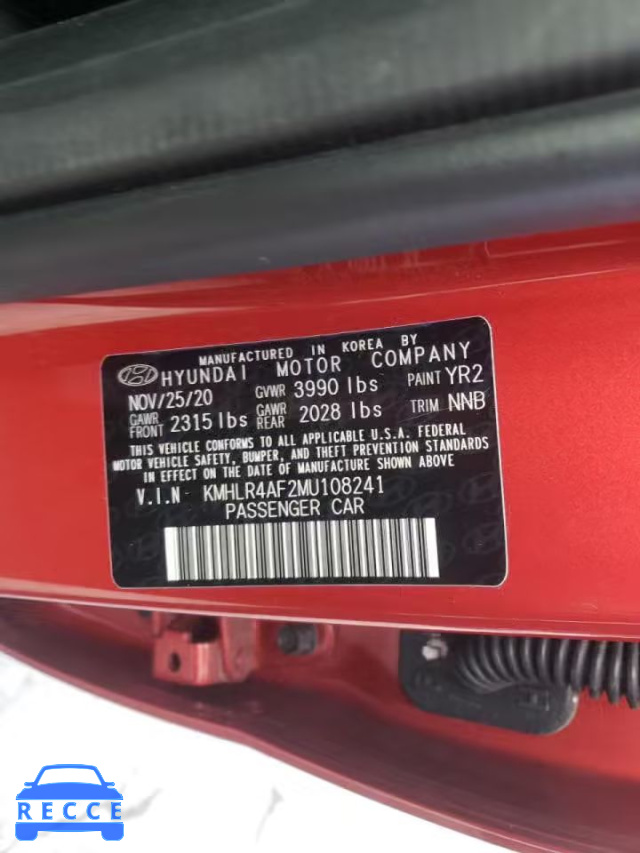 MANUFACTURED IN KOREA BY
HYUNDAI MOTOR COMPANY
NOV/25/20 GVWR 3990 lbs PAINT YR2
GAWR FRONT 2315 lbs GAWR REAR 2028 lbs TRIM NNB
THIS VEHICLE CONFORMS TO ALL APPLICABLE U.S.A. FEDERAL
MOTOR VEHICLE SAFETY, BUMPER, AND THEFT PREVENTION STANDARDS
IN EFFECT ON THE DATE OF MANUFACTURE SHOWN ABOVE
V.I.N KMHLR4AF2MU108241
PASSENGER CAR
RECCE